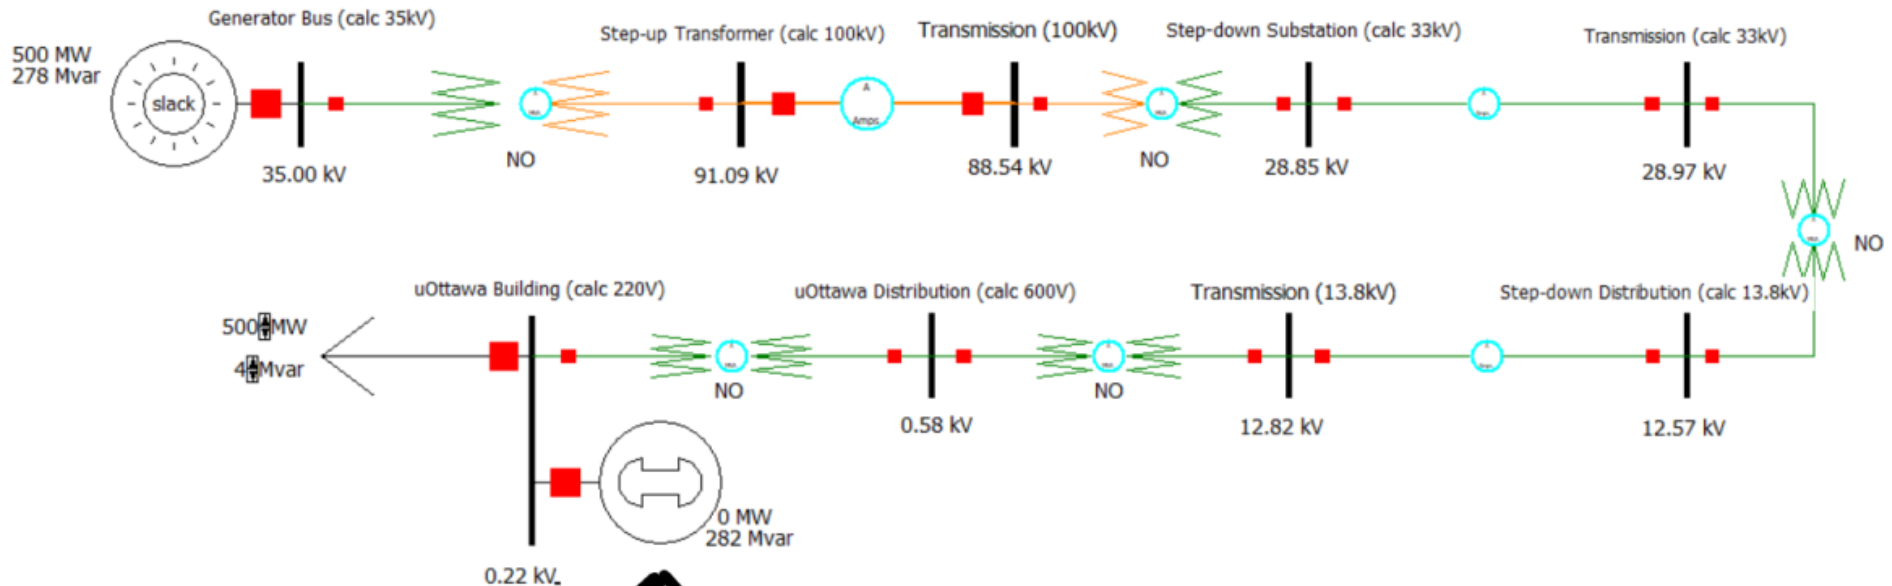 Generator Bus (calc 35kV)
Step-up Transformer (calc 100kV)
Transmission (100kV)
Step-down Substation (calc 33kV)
Transmission (calc 33kV)
500 MW
278 Mvar
slack
A
Amps
NO
NO
35.00 kV
91.09 kV
88.54 kV
28.85 kV
28.97 kV
NO
uOttawa Building (calc 220V)
uOttawa Distribution (calc 600V)
Transmission (13.8kV)
Step-down Distribution (calc 13.8kV)
500 MW
4 Mvar
NO
NO
0.58 kV
12.82 kV
12.57 kV
0 MW
282 Mvar
0.22 kV